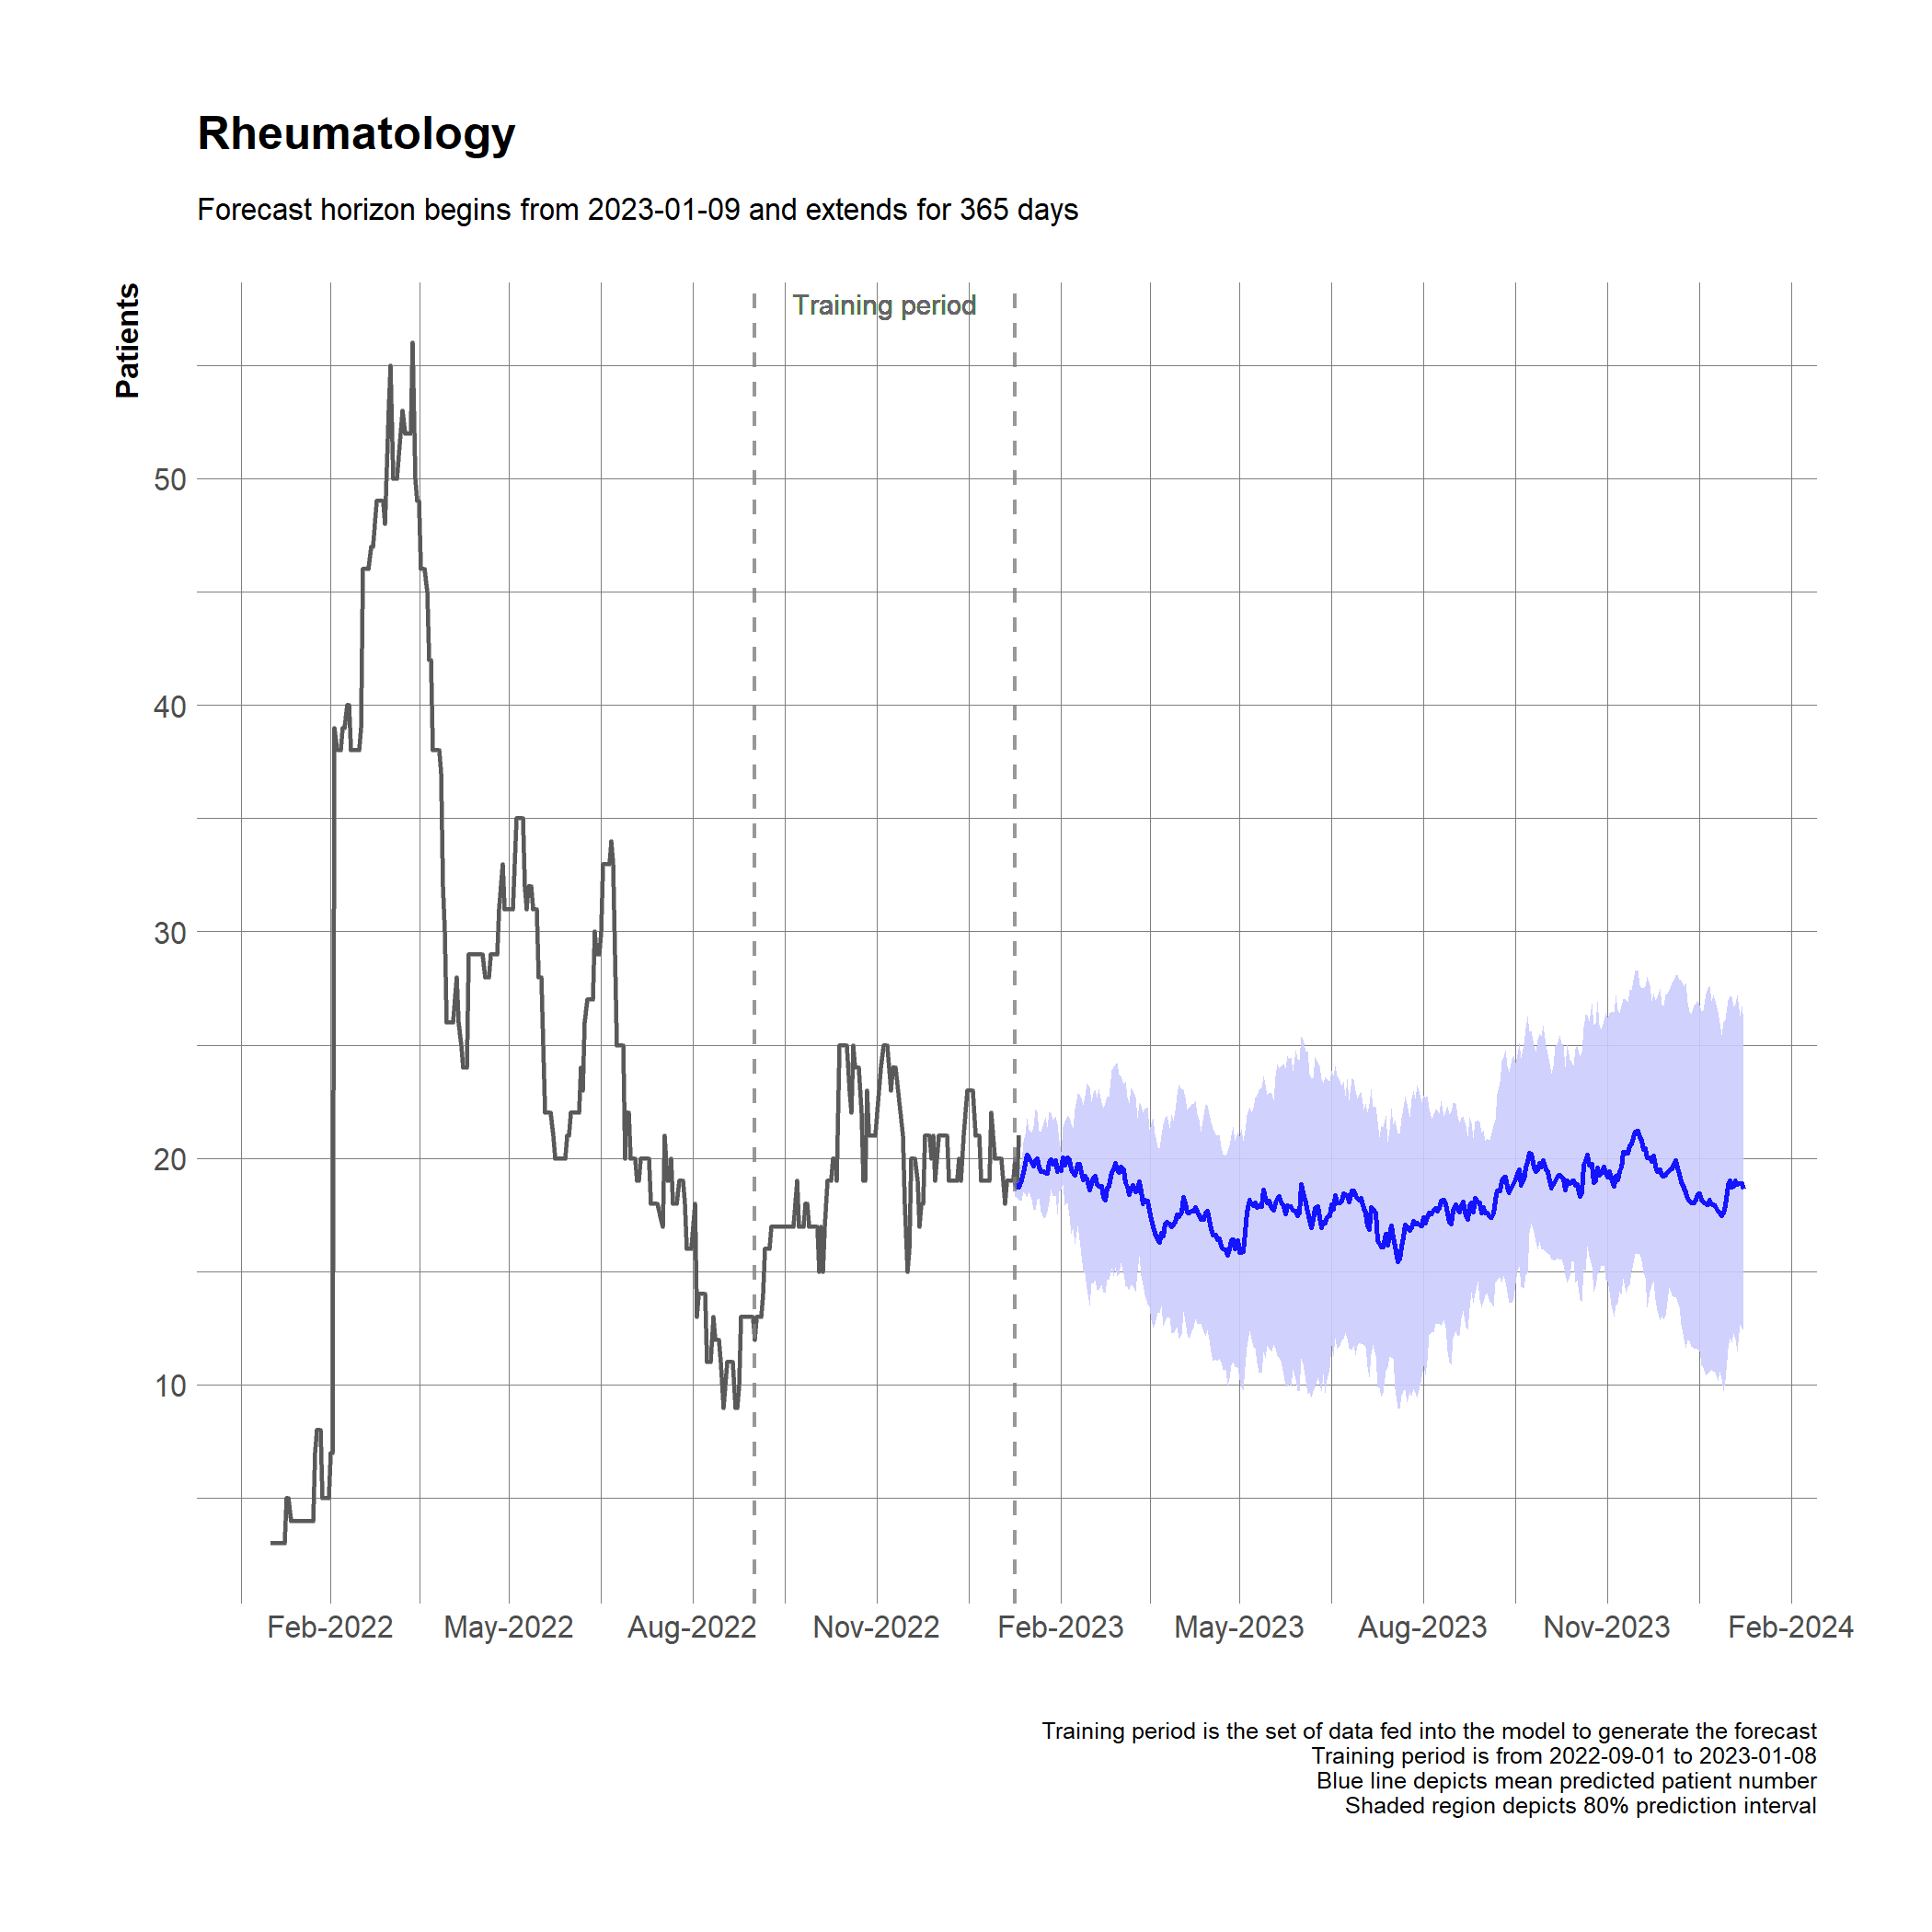 Rheumatology
Forecast horizon begins from 2023-01-09 and extends for 365 days
Patients
Training period
50
40
30
20
10
Feb-2022 May-2022 Aug-2022 Nov-2022 Feb-2023 May-2023 Aug-2023 Nov-2023 Feb-2024
Training period is the set of data fed into the model to generate the forecast
Training period is from 2022-09-01 to 2023-01-08
Blue line depicts mean predicted patient number
Shaded region depicts 80% prediction interval